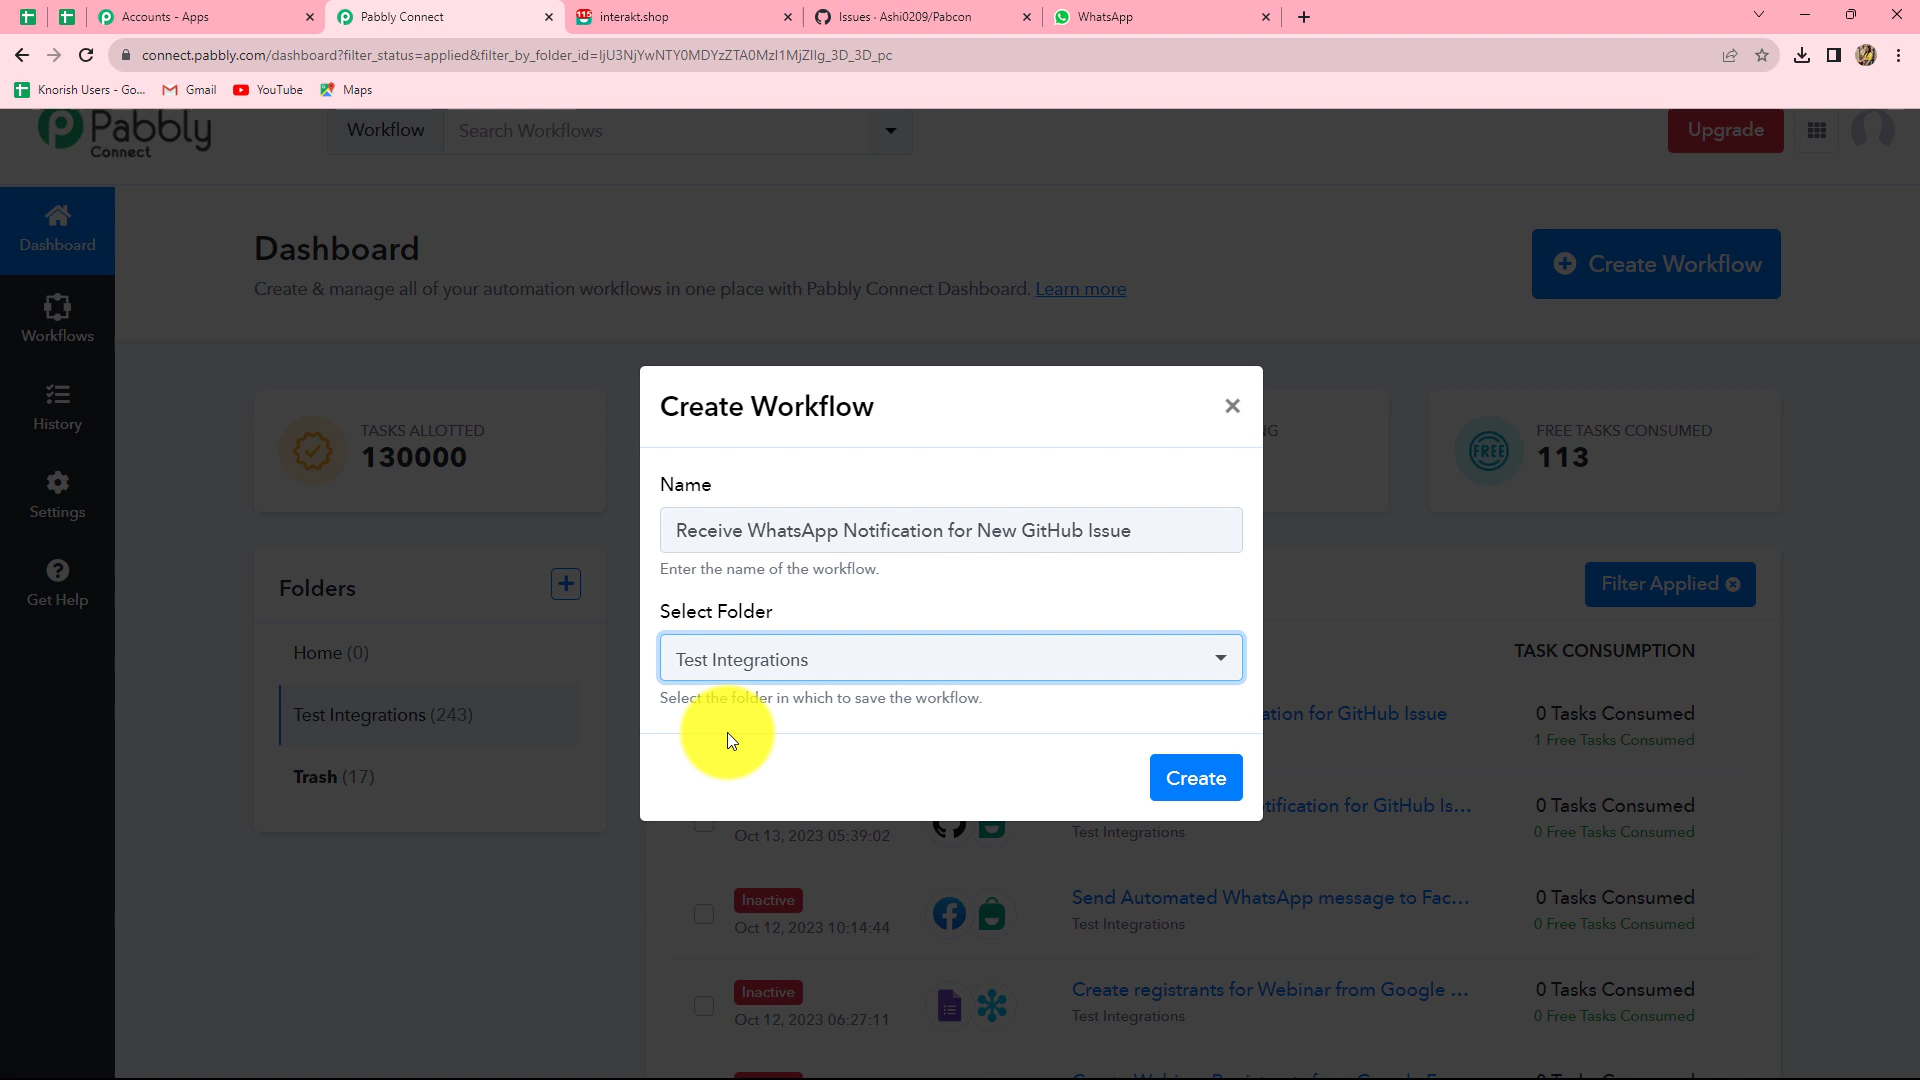 Accounts - Apps
Pabbly Connect
interakt.shop
Issues · Ashi0209/Pabcon
WhatsApp
connect.pabbly.com/dashboard?filter_status=applied&filter_by_folder_id=IjU3NjYwNTY0MDYzZTA0MzI1MjZlIg_3D_3D_pc
Knorish Users - Go...
Gmail
YouTube
Maps
Pabbly
Connect
Workflow
Search Workflows
Upgrade
Dashboard
Workflows
History
Settings
Get Help
Dashboard
Create & manage all of your automation workflows in one place with Pabbly Connect Dashboard. Learn more
Create Workflow
TASKS ALLOTTED
130000
FREE
FREE TASKS CONSUMED
113
Folders
Home (0)
Test Integrations (243)
Trash (17)
Create Workflow
Name
Receive WhatsApp Notification for New GitHub Issue
Enter the name of the workflow.
Select Folder
Test Integrations
Select the folder in which to save the workflow.
Create
Filter Applied
TASK CONSUMPTION
ation for GitHub Issue
0 Tasks Consumed
1 Free Tasks Consumed
tification for GitHub Is...
0 Tasks Consumed
Oct 13, 2023 05:39:02
Test Integrations
0 Free Tasks Consumed
Inactive
Send Automated WhatsApp message to Fac...
0 Tasks Consumed
Oct 12, 2023 10:14:44
Test Integrations
0 Free Tasks Consumed
Inactive
Create registrants for Webinar from Google ...
0 Tasks Consumed
Oct 12, 2023 06:27:11
Test Integrations
0 Free Tasks Consumed